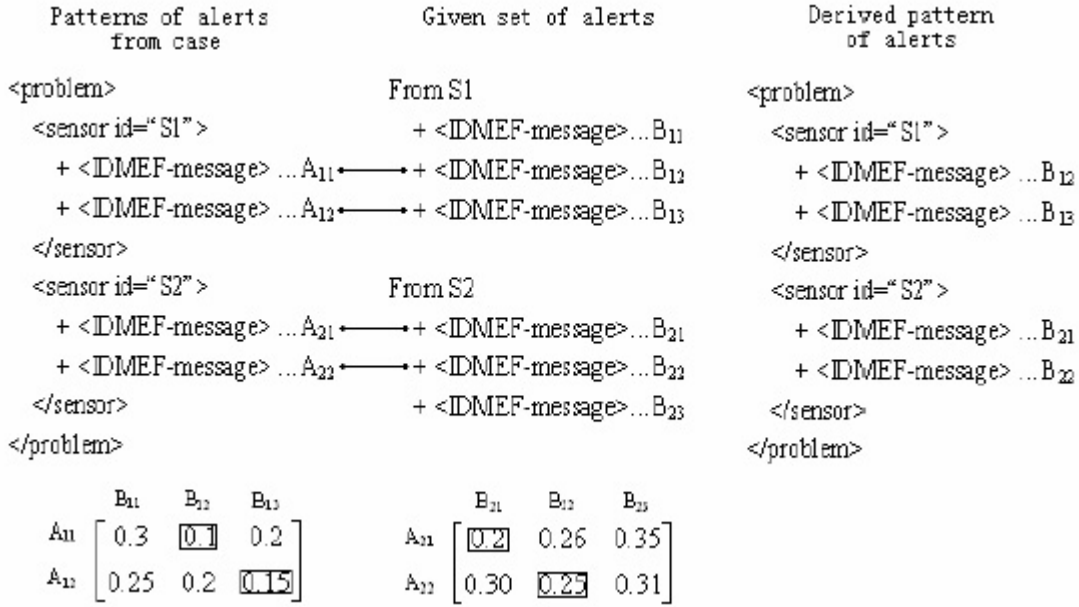 Patterns of alerts
from case
<problem>
<sensor id="S1">
+ <IDMEF-message> ...A₁₁
+ <IDMEF-message> ...A₁₂
</sensor>
<sensor id="S2">
+ <IDMEF-message> ...A₂₁
+ <IDMEF-message> ...A₂₂
</sensor>
</problem>
Given set of alerts
From S1
+ <IDMEF-message>...B₁₁
+ <IDMEF-message>...B₁₂
+ <IDMEF-message>...B₁₃
From S2
+ <IDMEF-message>...B₂₁
+ <IDMEF-message>...B₂₂
+ <IDMEF-message>...B₂₃
Derived pattern
of alerts
<problem>
<sensor id="S1">
+ <IDMEF-message> ...B₁₂
+ <IDMEF-message> ...B₁₃
</sensor>
<sensor id="S2">
+ <IDMEF-message> ...B₂₁
+ <IDMEF-message> ...B₂₂
</sensor>
</problem>
B₁₁ B₁₂ B₁₃
A₁₁ 0.3 0.1 0.2
A₁₂ 0.25 0.2 0.15
B₂₁ B₁₂ B₂₃
A₂₁ 0.2 0.26 0.35
A₂₂ 0.30 0.25 0.31